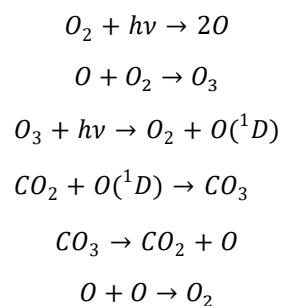 O₂ + hν → 2O
O + O₂ → O₃
O₃ + hν → O₂ + O(¹D)
CO₂ + O(¹D) → CO₃
CO₃ → CO₂ + O
O + O → O₂